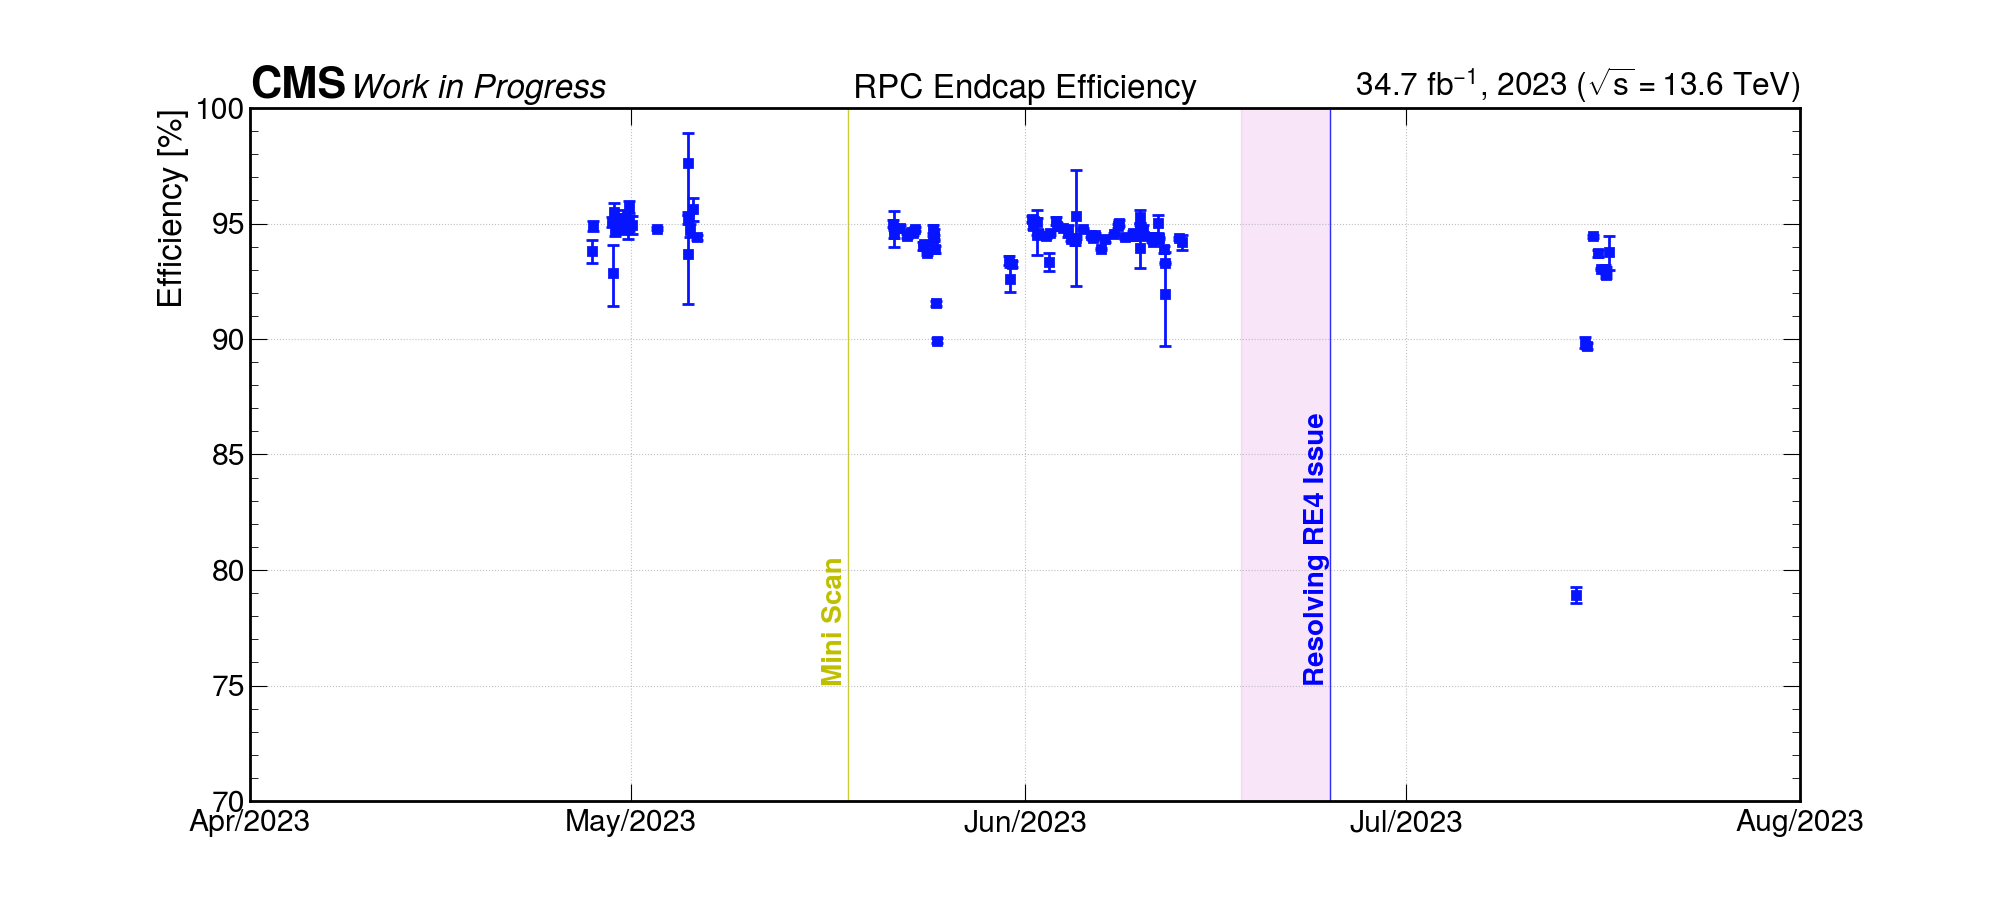 CMS Work in Progress RPC Endcap Efficiency 34.7 fb⁻¹, 2023 (√s = 13.6 TeV)
Efficiency [%]
100
95
90
85
80
75
70
Mini Scan
Resolving RE4 Issue
Apr/2023 May/2023 Jun/2023 Jul/2023 Aug/2023